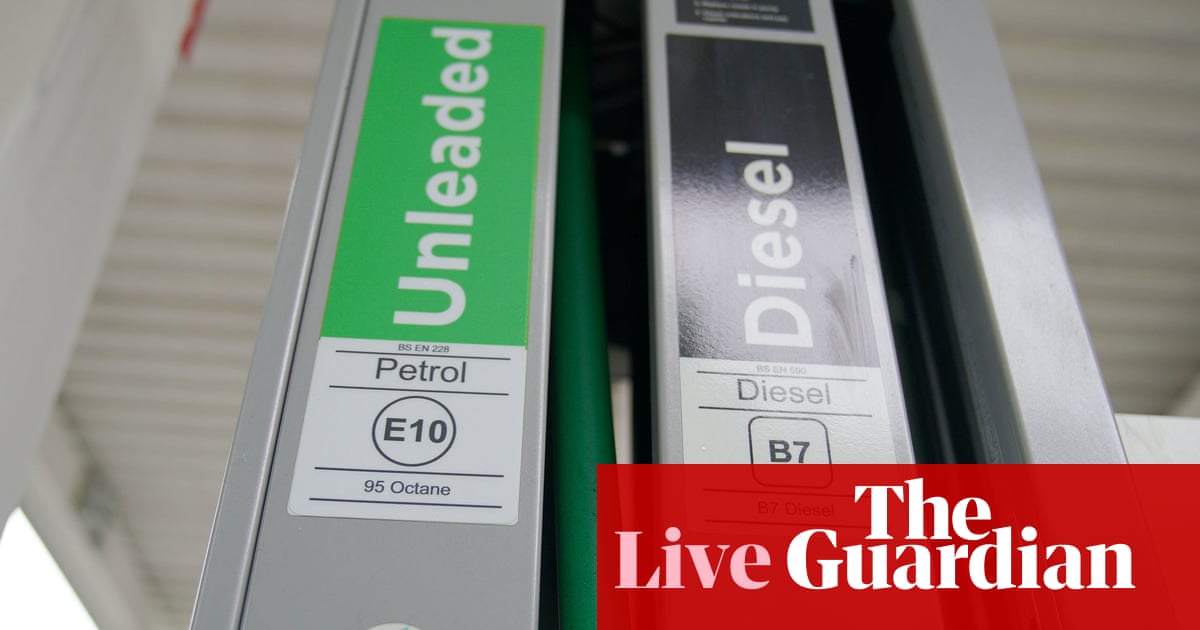 Unleaded
BS EN 228
Petrol
E10
95 Octane
Diesel
BS EN 590
Diesel
B7
B7 Diesel
The
Live Guardian